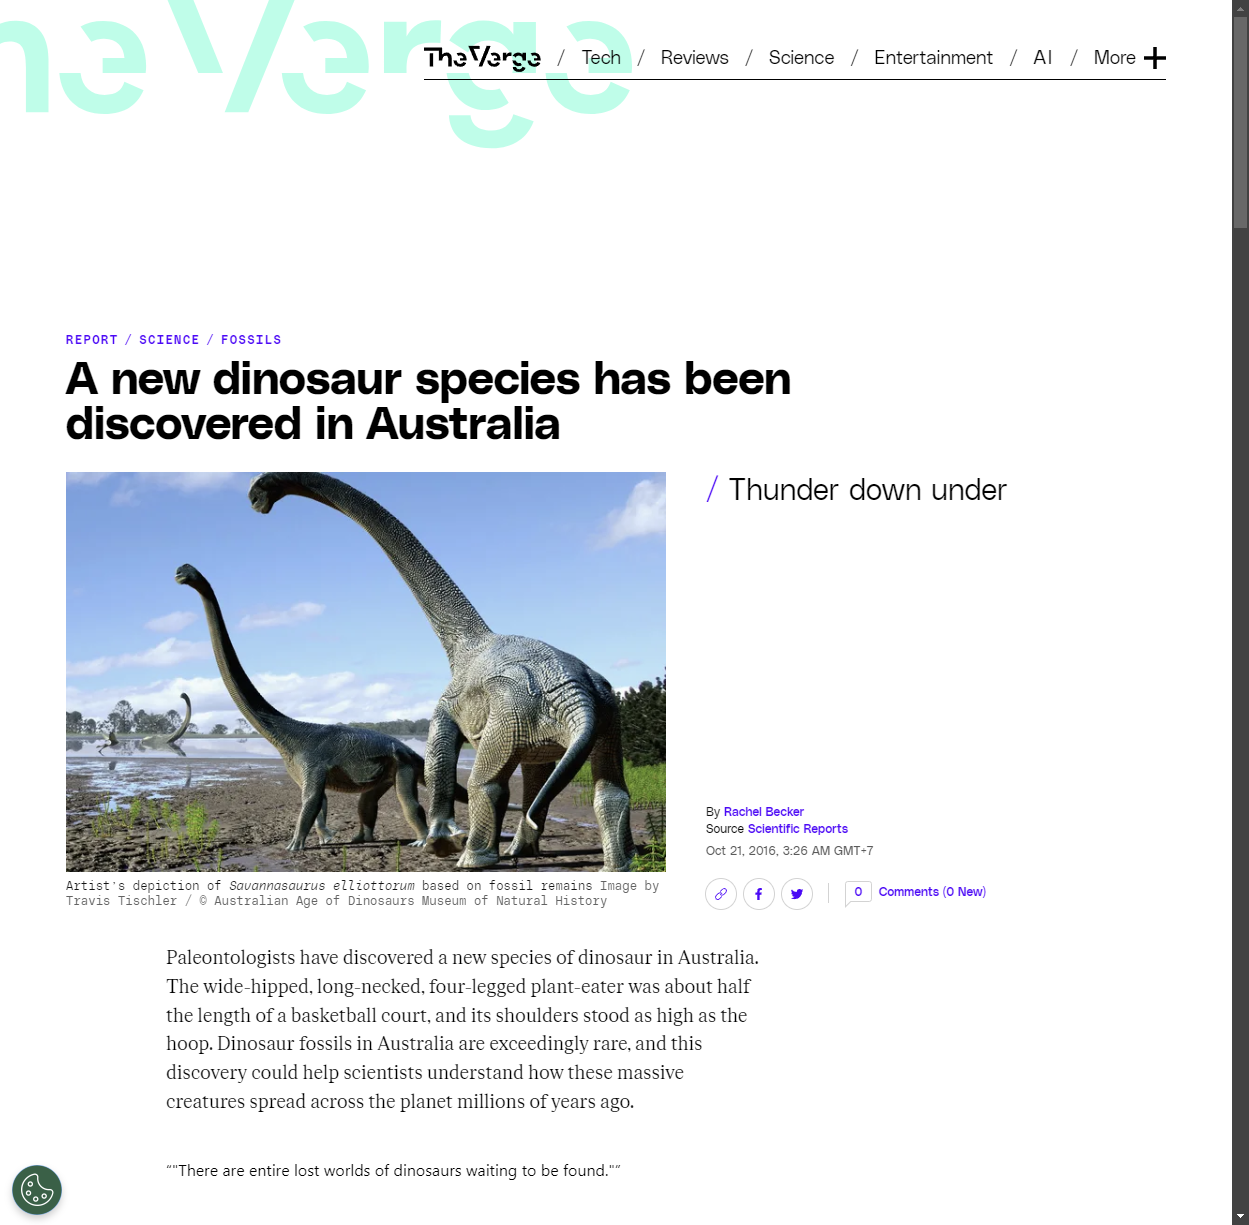 The Verge
The Verge / Tech / Reviews / Science / Entertainment / AI / More
REPORT / SCIENCE / FOSSILS
A new dinosaur species has been
discovered in Australia
/ Thunder down under
By Rachel Becker
Source Scientific Reports
Oct 21, 2016, 3:26 AM GMT+7
0 Comments (0 New)
Artist's depiction of Savannasaurus elliottorum based on fossil remains Image by
Travis Tischler / © Australian Age of Dinosaurs Museum of Natural History
Paleontologists have discovered a new species of dinosaur in Australia.
The wide-hipped, long-necked, four-legged plant-eater was about half
the length of a basketball court, and its shoulders stood as high as the
hoop. Dinosaur fossils in Australia are exceedingly rare, and this
discovery could help scientists understand how these massive
creatures spread across the planet millions of years ago.
“"There are entire lost worlds of dinosaurs waiting to be found."”